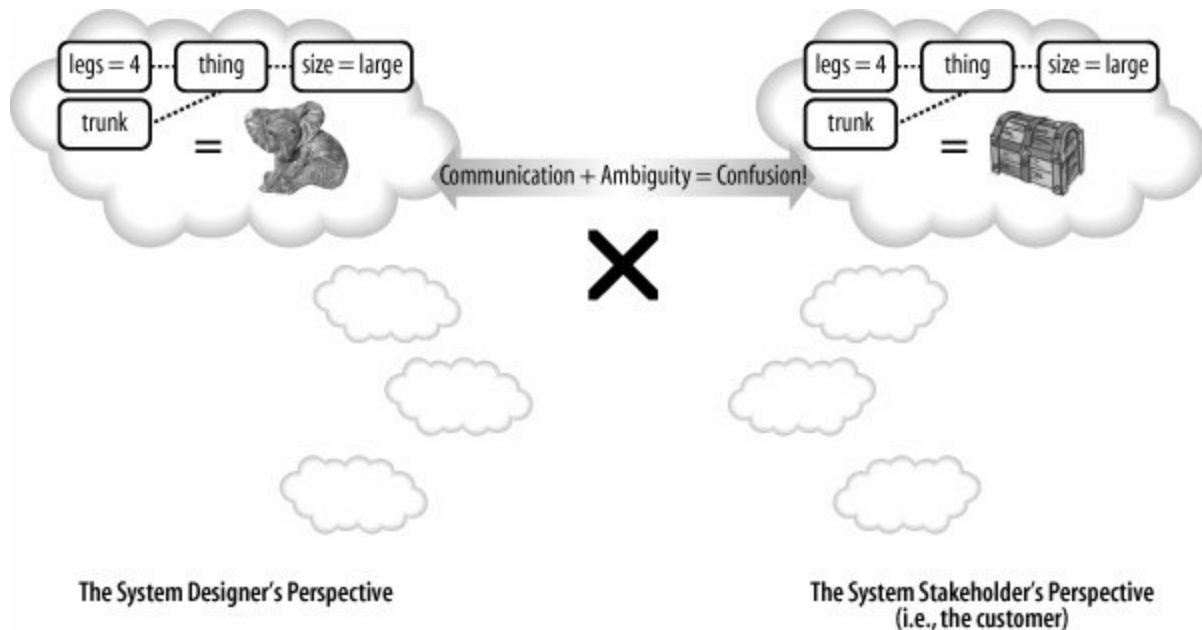 legs = 4
thing
size = large
trunk
=
legs = 4
thing
size = large
trunk
=
Communication + Ambiguity = Confusion!
The System Designer’s Perspective
The System Stakeholder’s Perspective
(i.e., the customer)